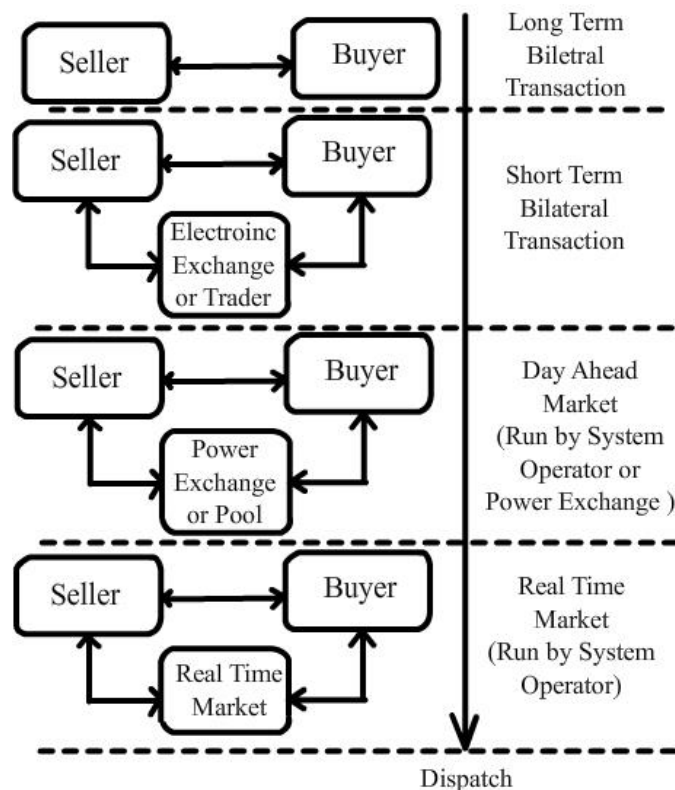 Seller
Buyer
Long Term
Biletral
Transaction
Seller
Buyer
Electroinc
Exchange
or Trader
Short Term
Bilateral
Transaction
Seller
Buyer
Power
Exchange
or Pool
Day Ahead
Market
(Run by System
Operator or
Power Exchange )
Seller
Buyer
Real Time
Market
Real Time
Market
(Run by System
Operator)
Dispatch